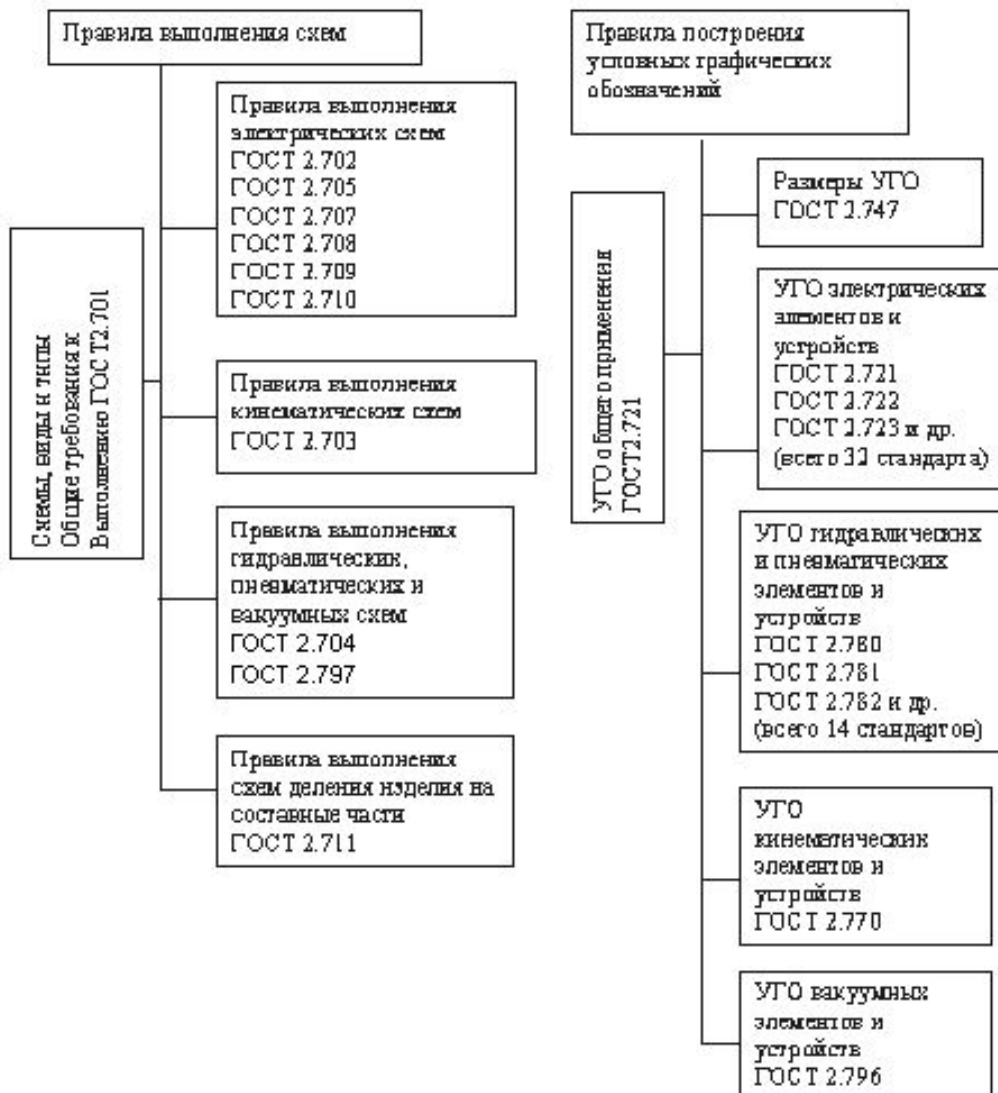 Правила выполнения схем
Схемы, виды и типы
Общие требования к
Выполнению ГОСТ2.701
Правила выполнения
электрических схем
ГОСТ 2.702
ГОСТ 2.705
ГОСТ 2.707
ГОСТ 2.708
ГОСТ 2.709
ГОСТ 2.710
Правила выполнения
кинематических схем
ГОСТ 2.703
Правила выполнения
гидравлических,
пневматических и
вакуумных схем
ГОСТ 2.704
ГОСТ 2.797
Правила выполнения
схем деления изделия на
составные части
ГОСТ 2.711
Правила построения
условных графических
обозначений
УГО общего применения
ГОСТ2.721
Размеры УГО
ГОСТ 2.747
УГО электрических
элементов и
устройств
ГОСТ 2.721
ГОСТ 2.722
ГОСТ 2.723 и др.
(всего 32 стандарта)
УГО гидравлических
и пневматических
элементов и
устройств
ГОСТ 2.780
ГОСТ 2.781
ГОСТ 2.782 и др.
(всего 14 стандартов)
УГО
кинематических
элементов и
устройств
ГОСТ 2.770
УГО вакуумных
элементов и
устройств
ГОСТ 2.796